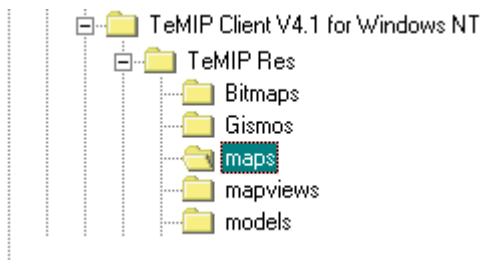 TeMIP Client V4.1 for Windows NT
TeMIP Res
Bitmaps
Gismos
maps
mapviews
models